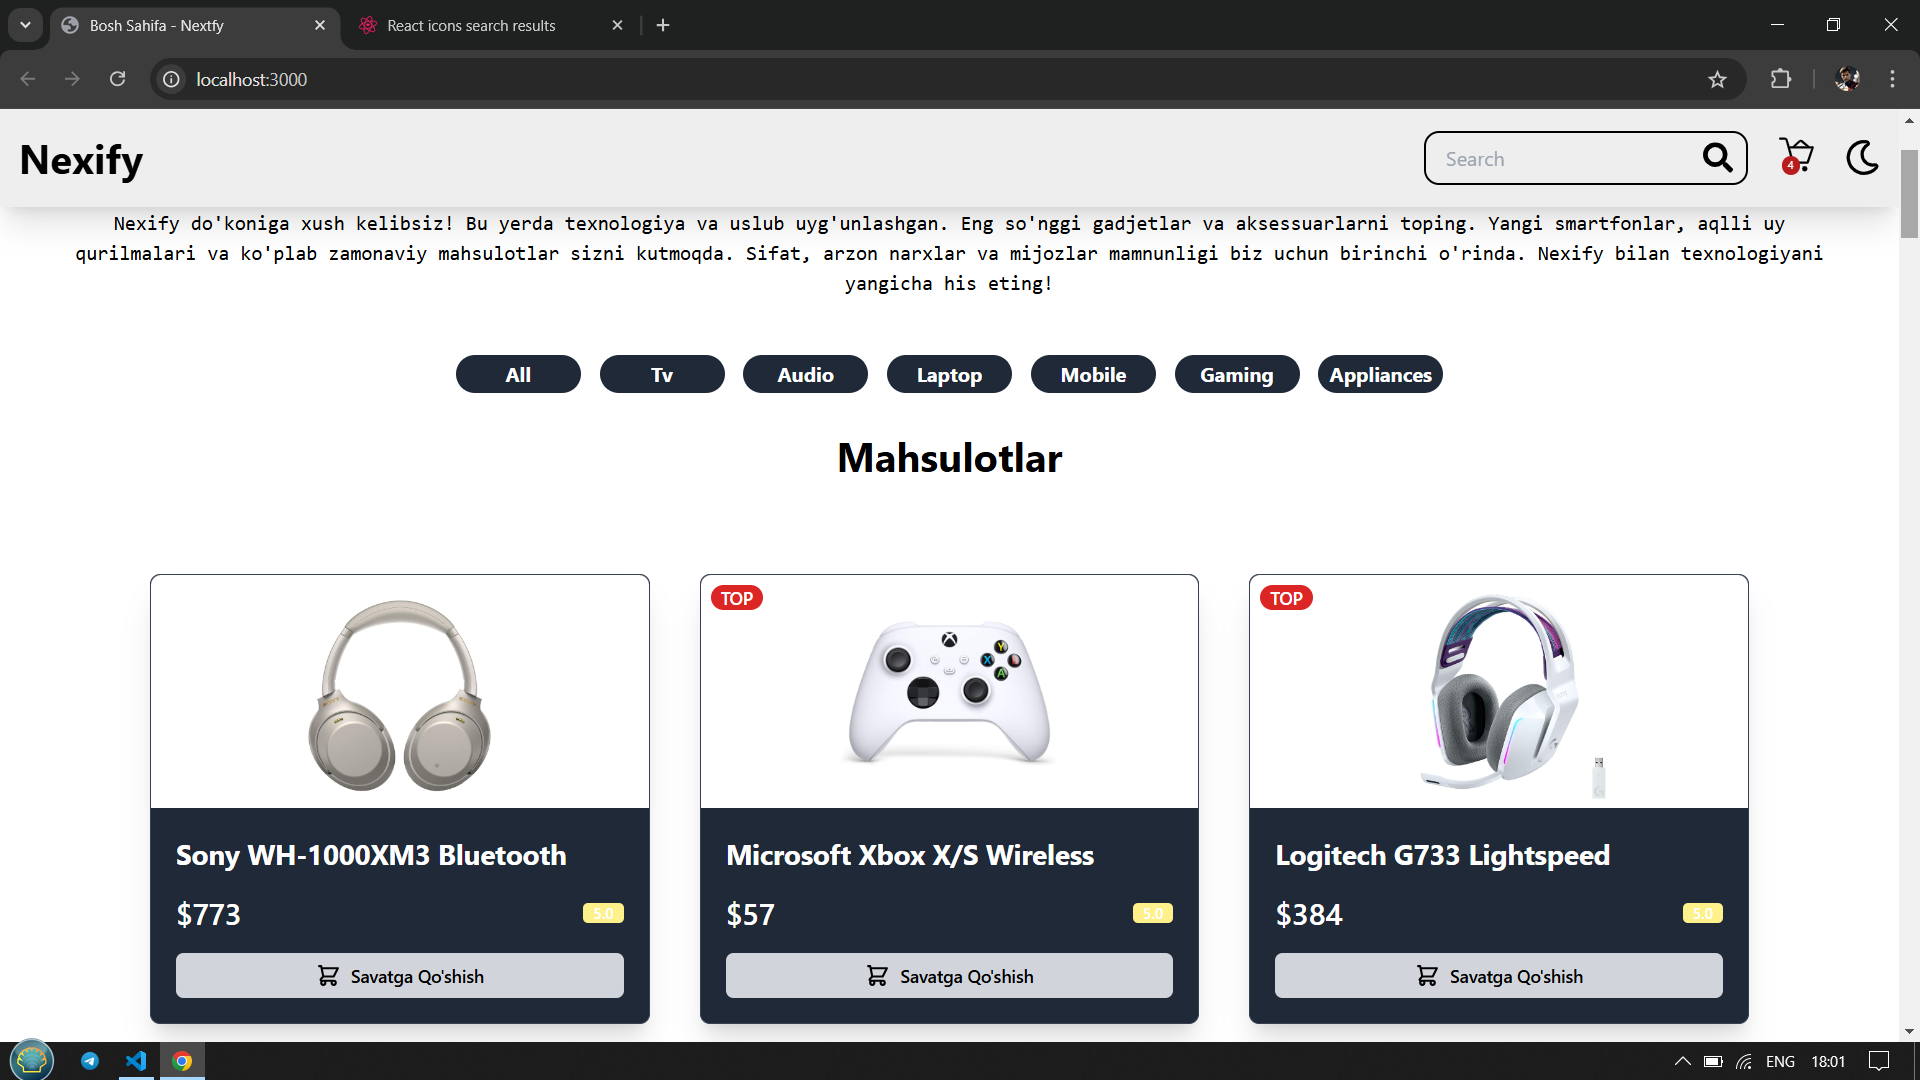 Bosh Sahifa - Nextfy
React icons search results
localhost:3000
Nexify
Search
4
Nexify do'koniga xush kelibsiz! Bu yerda texnologiya va uslub uyg'unlashgan. Eng so'nggi gadjetlar va aksessuarlarni toping. Yangi smartfonlar, aqlli uy
qurilmalari va ko'plab zamonaviy mahsulotlar sizni kutmoqda. Sifat, arzon narxlar va mijozlar mamnunligi biz uchun birinchi o'rinda. Nexify bilan texnologiyani
yangicha his eting!
All Tv Audio Laptop Mobile Gaming Appliances
Mahsulotlar
TOP
TOP
Y
X
A
Sony WH-1000XM3 Bluetooth
$773
5.0
Savatga Qo'shish
Microsoft Xbox X/S Wireless
$57
5.0
Savatga Qo'shish
Logitech G733 Lightspeed
$384
5.0
Savatga Qo'shish
ENG
18:01